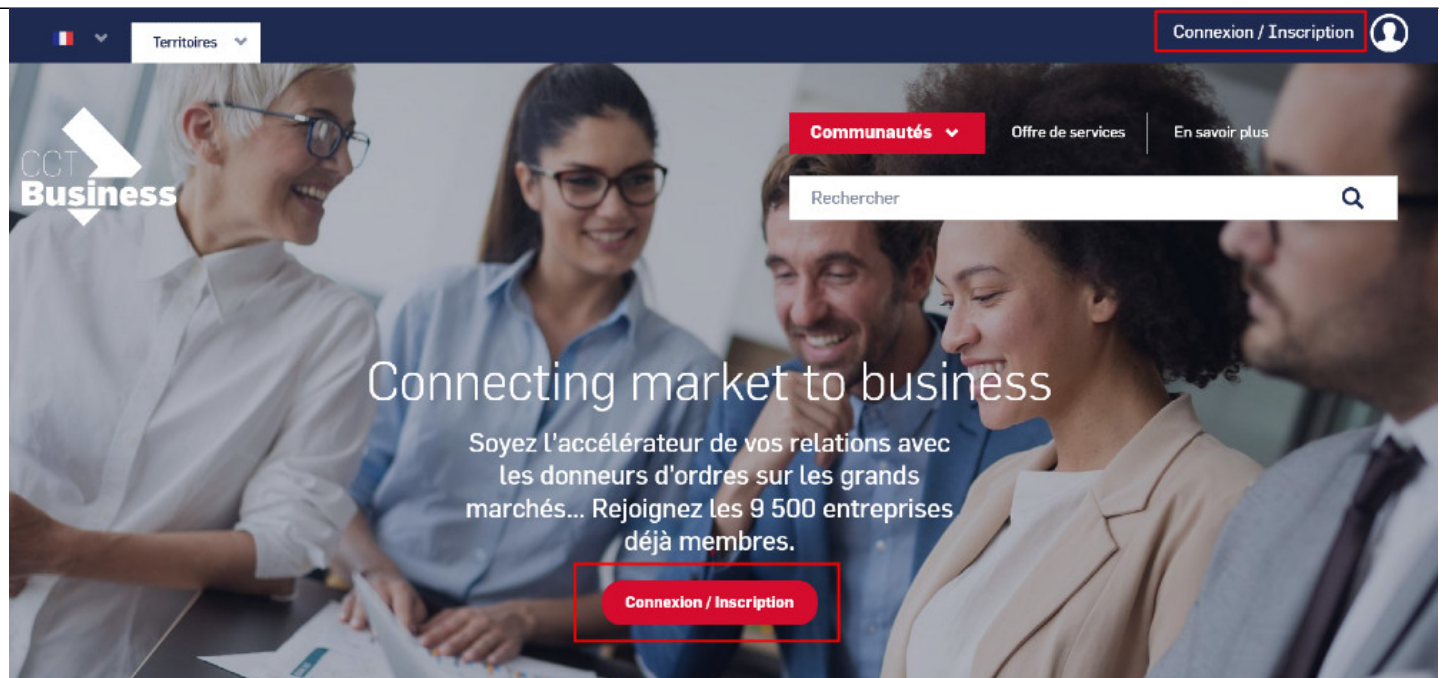 Territoires
Connexion / Inscription
CCT
Business
Communautés
Offre de services
En savoir plus
Rechercher
Connecting market to business
Soyez l'accélérateur de vos relations avec
les donneurs d'ordres sur les grands
marchés... Rejoignez les 9 500 entreprises
déjà membres.
Connexion / Inscription